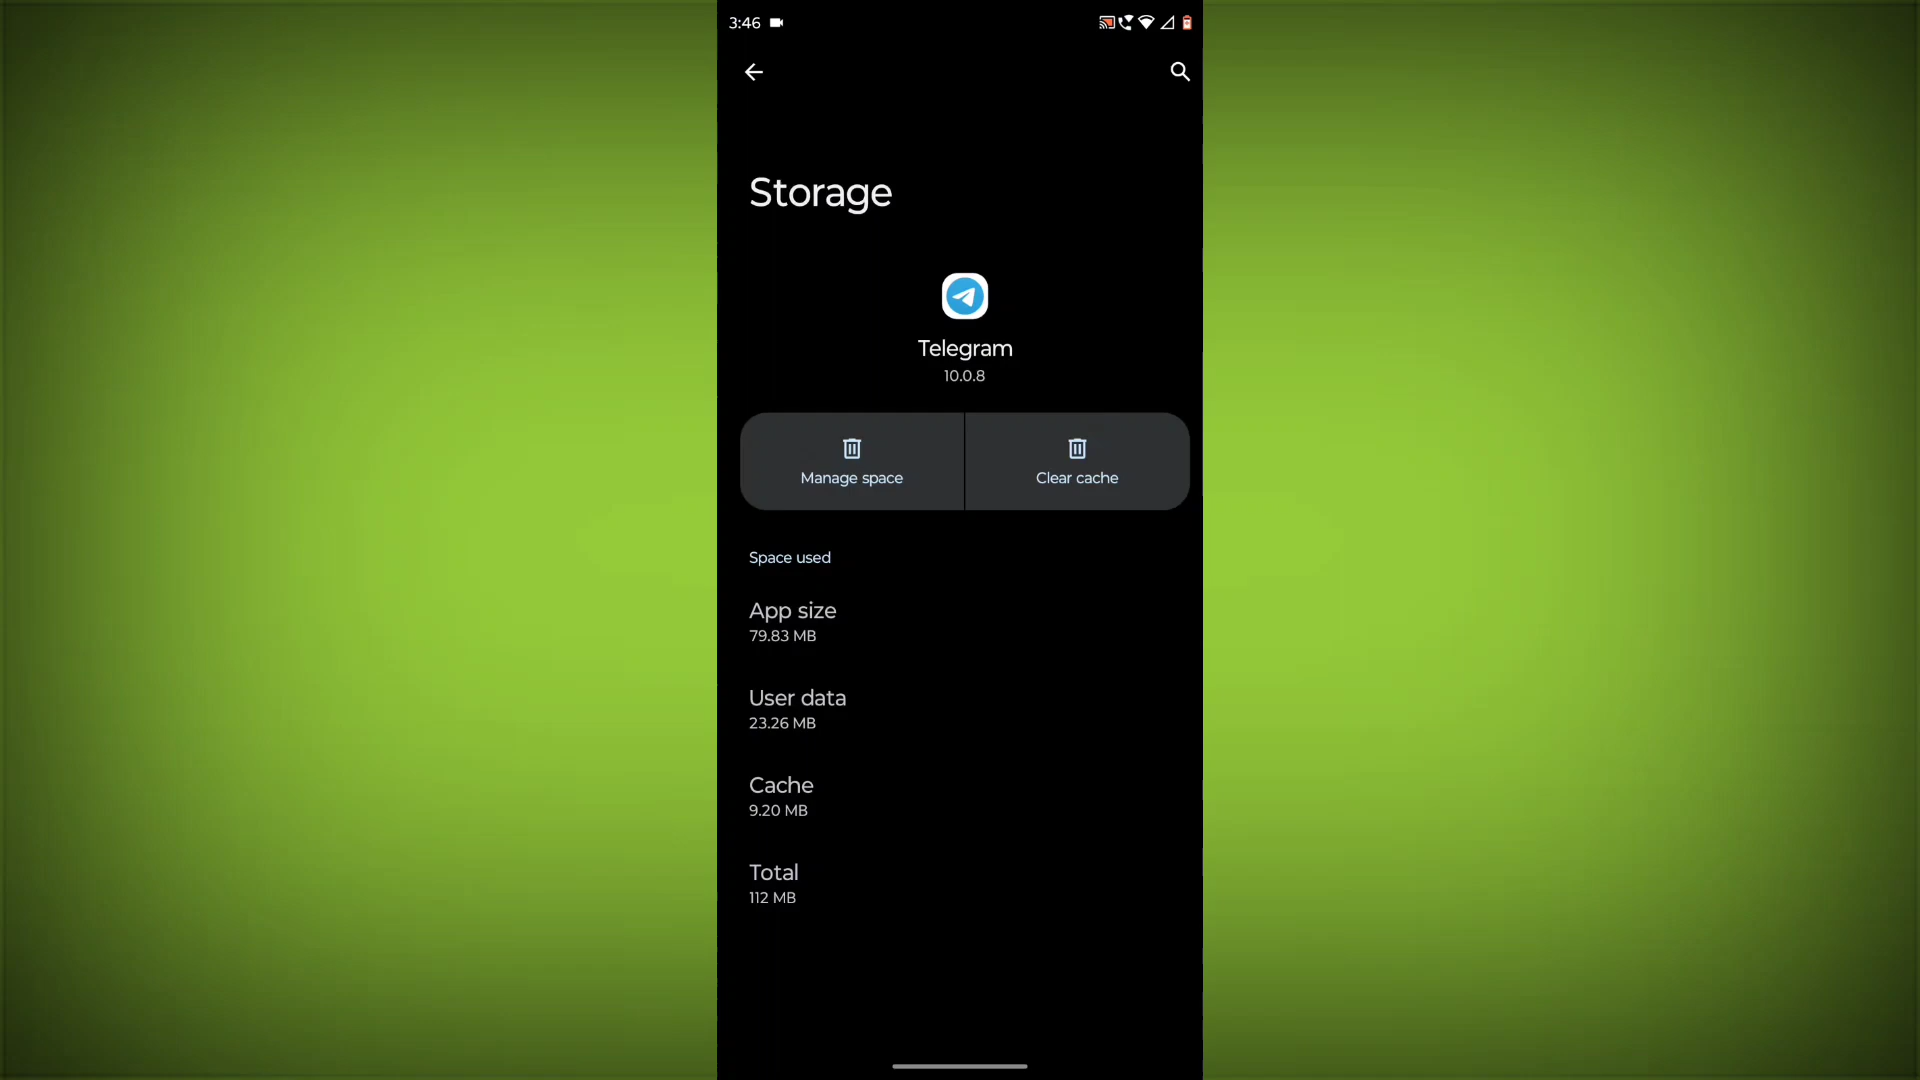 3:46
Storage
Telegram
10.0.8
Manage space
Clear cache
Space used
App size
79.83 MB
User data
23.26 MB
Cache
9.20 MB
Total
112 MB